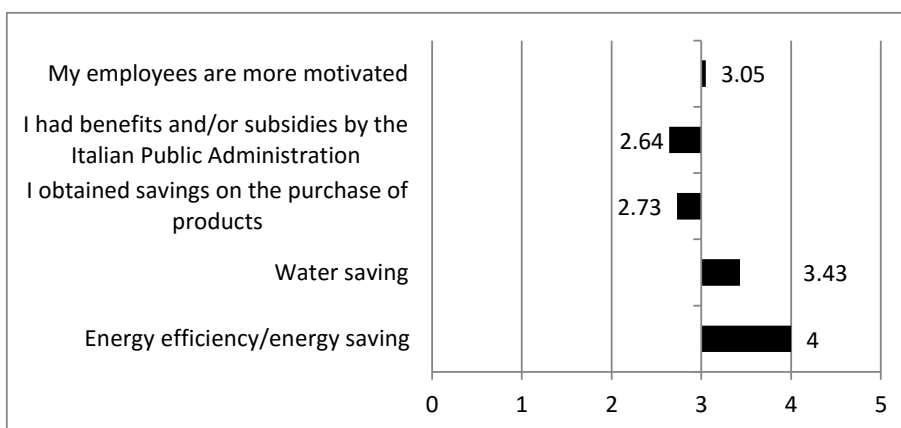 My employees are more motivated
3.05
I had benefits and/or subsidies by the
Italian Public Administration
2.64
I obtained savings on the purchase of
products
2.73
Water saving
3.43
Energy efficiency/energy saving
4
0 1 2 3 4 5